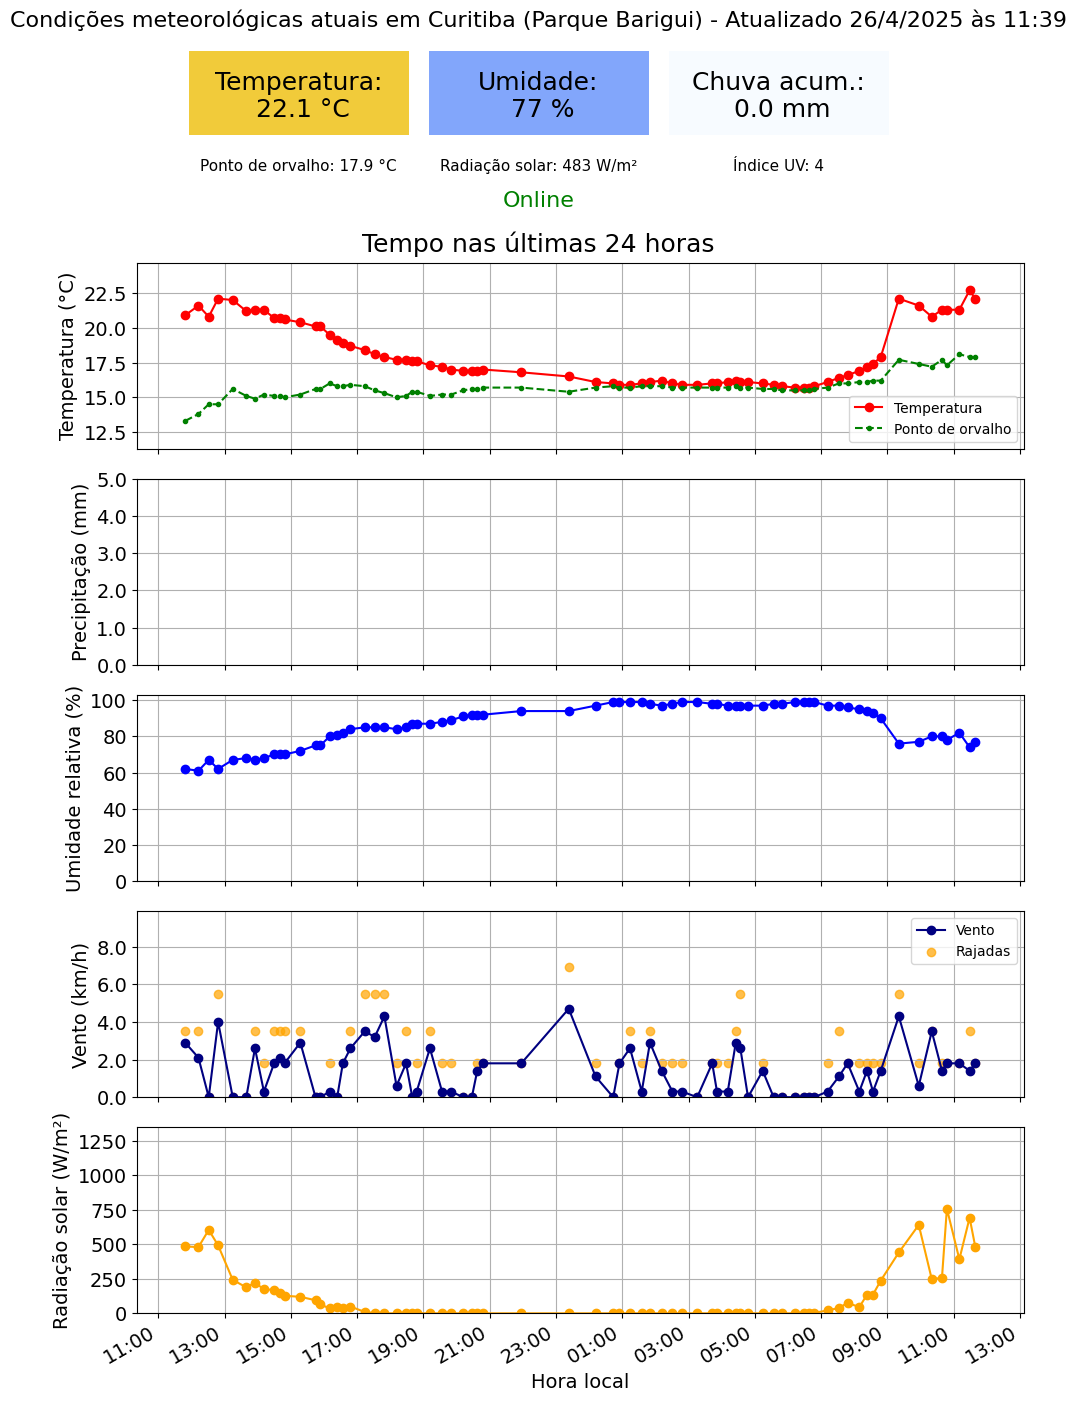 Condições meteorológicas atuais em Curitiba (Parque Barigui) - Atualizado 26/4/2025 às 11:39
Temperatura:
22.1 °C
Umidade:
77 %
Chuva acum.:
0.0 mm
Ponto de orvalho: 17.9 °C
Radiação solar: 483 W/m²
Índice UV: 4
Online
Tempo nas últimas 24 horas
Temperatura (°C)
22.5
20.0
17.5
15.0
12.5
Temperatura
Ponto de orvalho
Precipitação (mm)
5.0
4.0
3.0
2.0
1.0
0.0
Umidade relativa (%)
100
80
60
40
20
0
Vento (km/h)
8.0
6.0
4.0
2.0
0.0
Vento
Rajadas
Radiação solar (W/m²)
1250
1000
750
500
250
0
11:00
13:00
15:00
17:00
19:00
21:00
23:00
01:00
03:00
05:00
07:00
09:00
11:00
13:00
Hora local